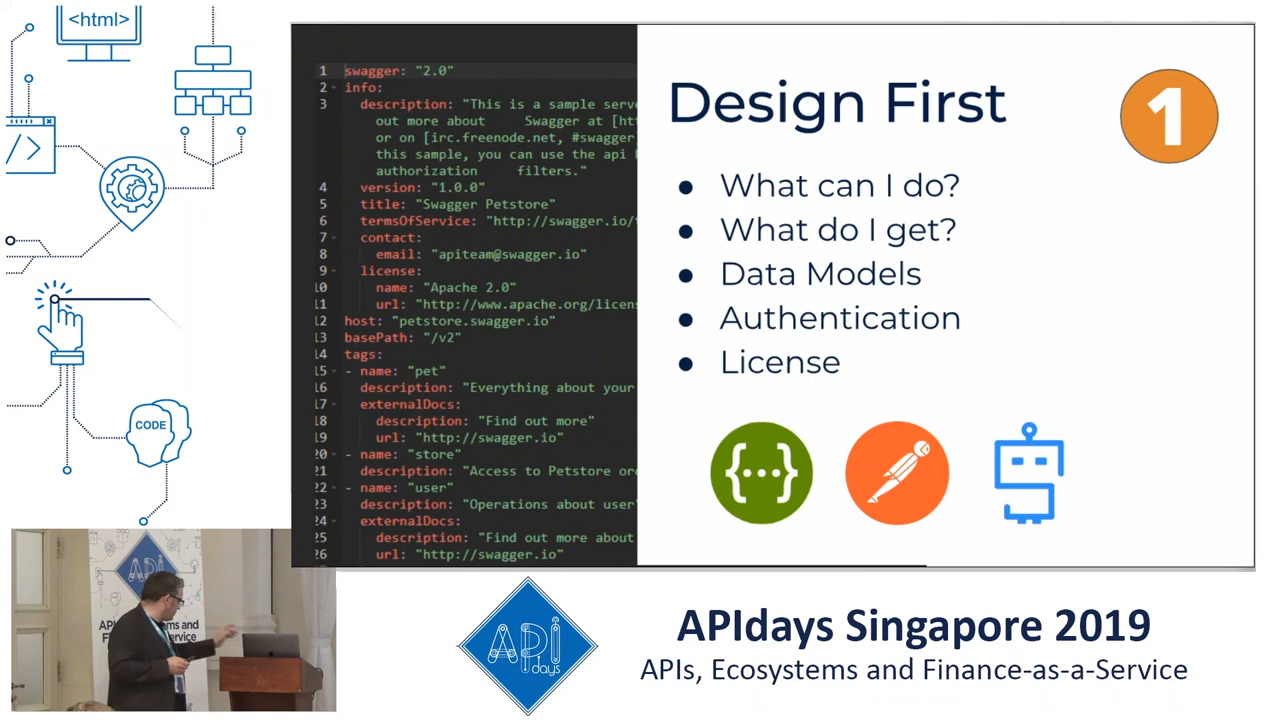 <html>
</>
CODE
1 swagger: "2.0"
2 info:
3 description: "This is a sample serve
out more about Swagger at [ht
or on [irc.freenode.net, #swagger
this sample, you can use the api
authorization filters."
4 version: "1.0.0"
5 title: "Swagger Petstore"
6 termsOfService: "http://swagger.io/t
7 contact:
8 email: "apiteam@swagger.io"
9 license:
10 name: "Apache 2.0"
11 url: "http://www.apache.org/licens
12 host: "petstore.swagger.io"
13 basePath: "/v2"
14 tags:
15 - name: "pet"
16 description: "Everything about your
17 externalDocs:
18 description: "Find out more"
19 url: "http://swagger.io"
20 - name: "store"
21 description: "Access to Petstore ord
22 - name: "user"
23 description: "Operations about user"
24 externalDocs:
25 description: "Find out more about
26 url: "http://swagger.io"
Design First
1
● What can I do?
● What do I get?
● Data Models
● Authentication
● License
{...}
API
API days
APIdays Singapore 2019
APIs, Ecosystems and Finance-as-a-Service